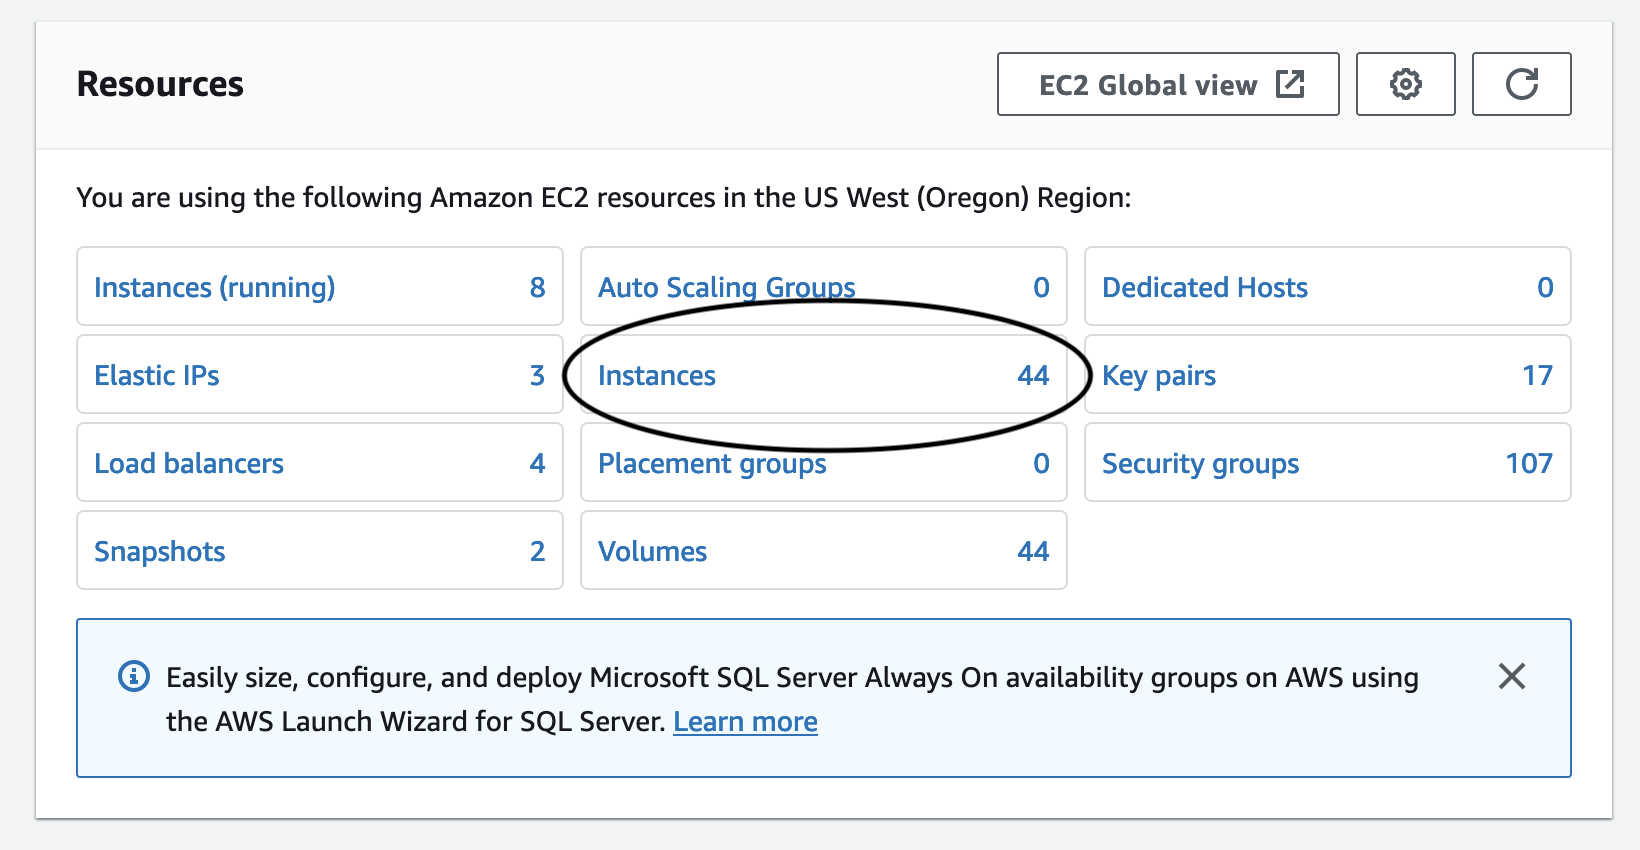 Resources
EC2 Global view
You are using the following Amazon EC2 resources in the US West (Oregon) Region:
Instances (running) 8
Auto Scaling Groups 0
Dedicated Hosts 0
Elastic IPs 3
Instances 44
Key pairs 17
Load balancers 4
Placement groups 0
Security groups 107
Snapshots 2
Volumes 44
Easily size, configure, and deploy Microsoft SQL Server Always On availability groups on AWS using
the AWS Launch Wizard for SQL Server. Learn more